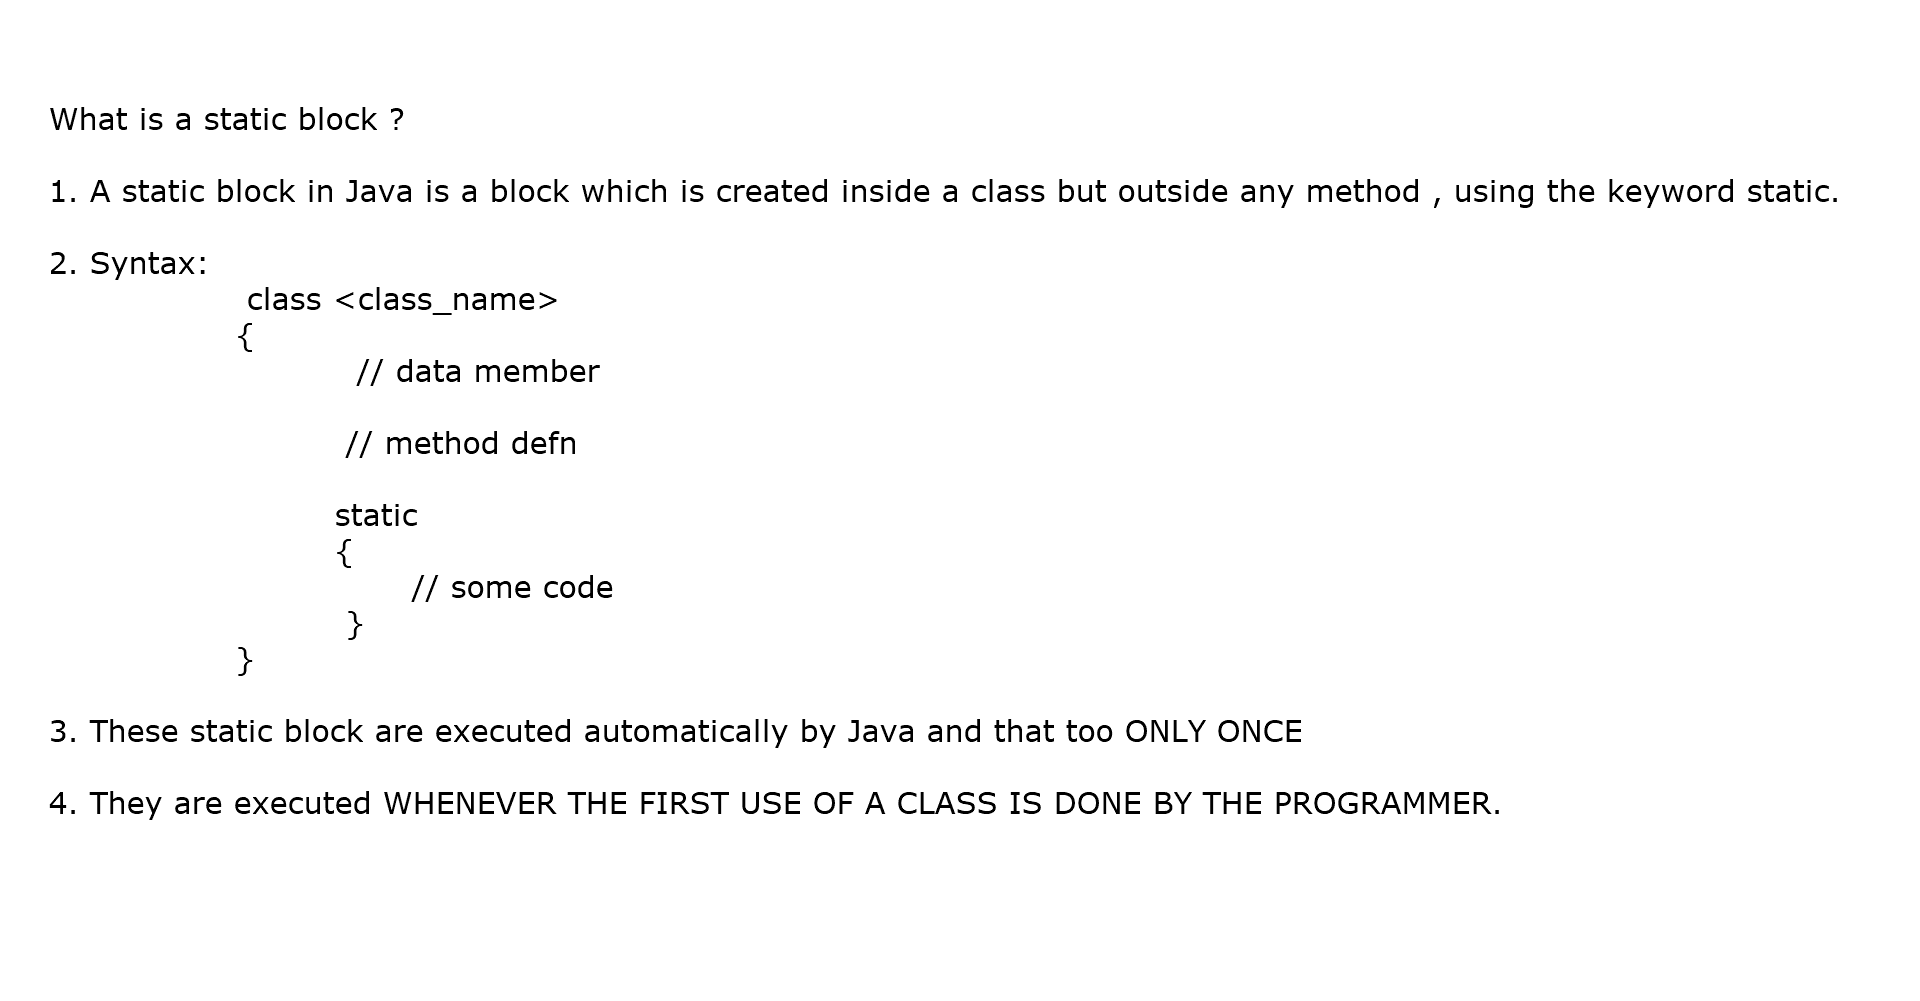 What is a static block ?
1. A static block in Java is a block which is created inside a class but outside any method , using the keyword static.
2. Syntax:
class <class_name>
{
// data member
// method defn
static
{
// some code
}
}
3. These static block are executed automatically by Java and that too ONLY ONCE
4. They are executed WHENEVER THE FIRST USE OF A CLASS IS DONE BY THE PROGRAMMER.